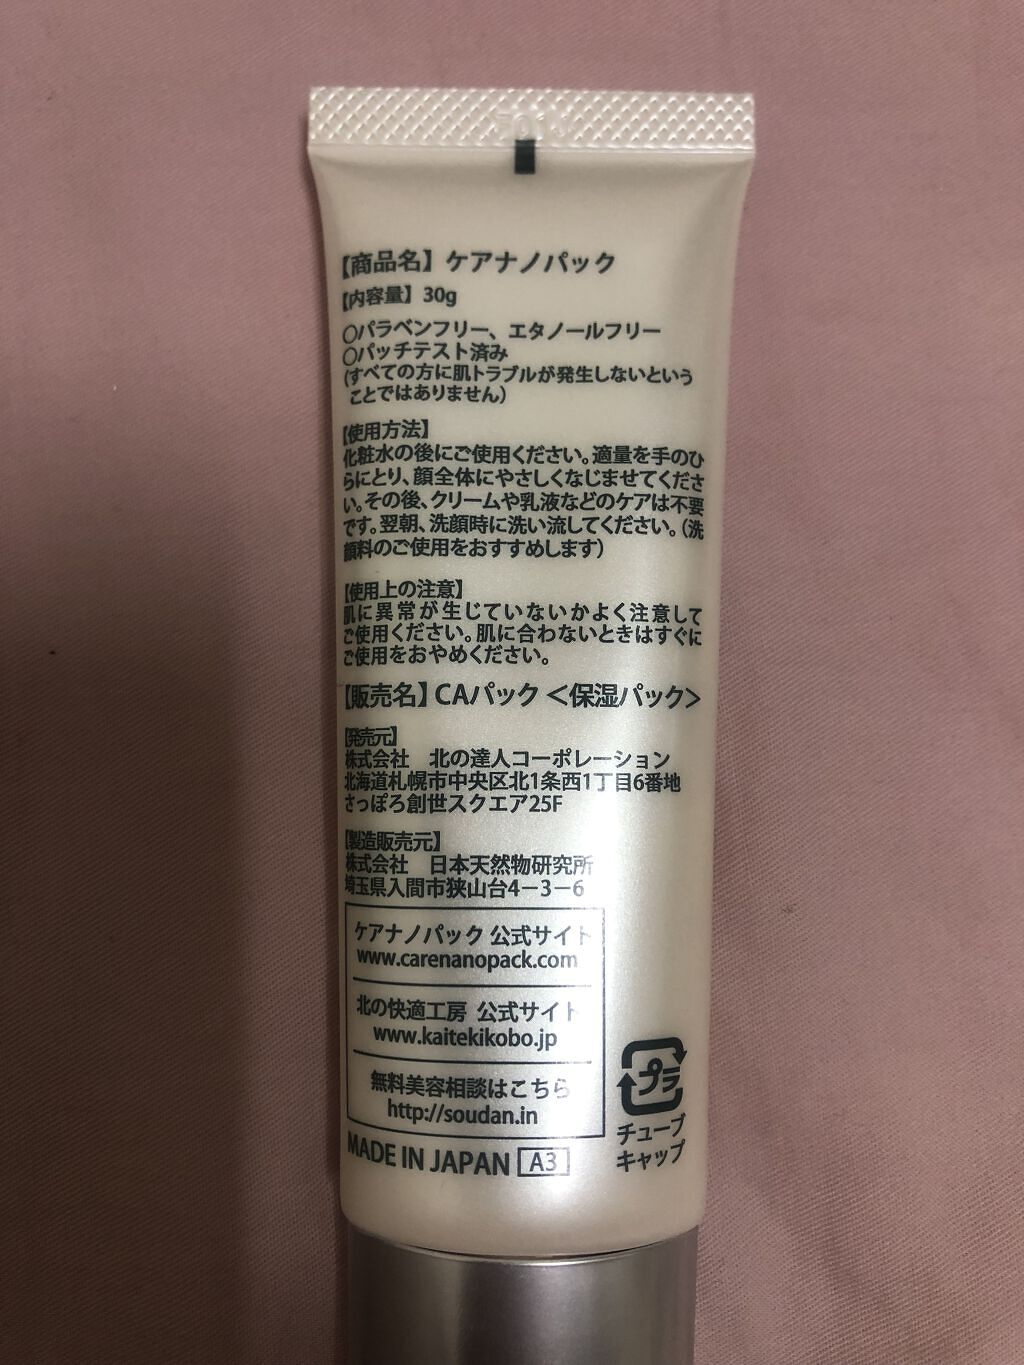 【商品名】ケアナノパック
【内容量】30g
○パラベンフリー、エタノールフリー
○パッチテスト済み
(すべての方に肌トラブルが発生しないという
ことではありません)
【使用方法】
化粧水の後にご使用ください。適量を手のひ
らにとり、顔全体にやさしくなじませてくださ
い。その後、クリームや乳液などのケアは不要
です。翌朝、洗顔時に洗い流してください。(洗
顔料のご使用をおすすめします)
【使用上の注意】
肌に異常が生じていないかよく注意して
ご使用ください。肌に合わないときはすぐに
ご使用をおやめください。
【販売名】CAパック<保湿パック>
【発売元】
株式会社 北の達人コーポレーション
北海道札幌市中央区北1条西1丁目6番地
さっぽろ創世スクエア25F
【製造販売元】
株式会社 日本天然物研究所
埼玉県入間市狭山台4-3-6
ケアナノパック 公式サイト
www.carenanopack.com
北の快適工房 公式サイト
www.kaitekikobo.jp
無料美容相談はこちら
http://soudan.in
プラ
チューブ
キャップ
MADE IN JAPAN A3